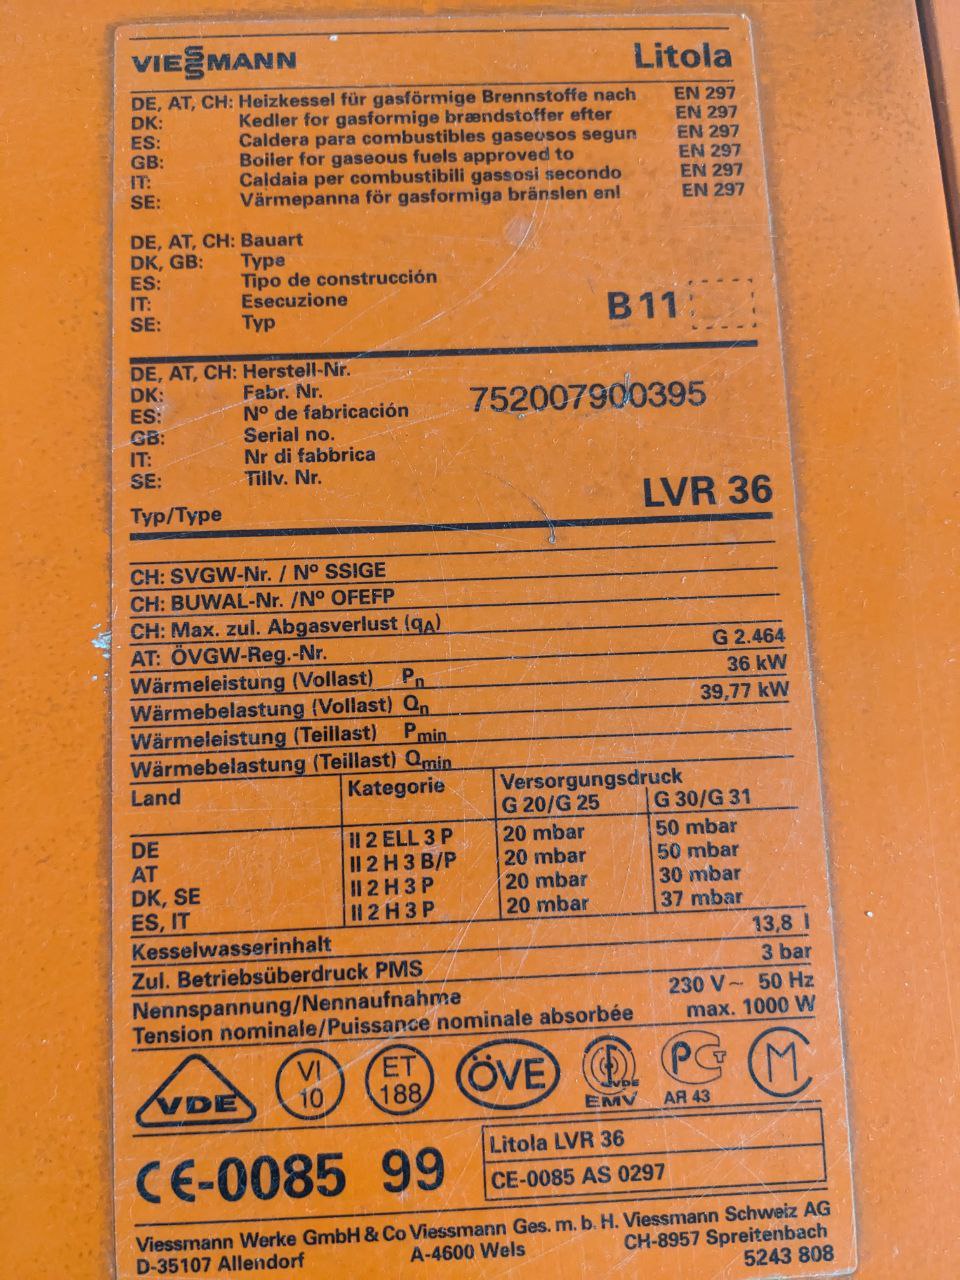 VIESSMANN Litola
DE, AT, CH: Heizkessel für gasförmige Brennstoffe nach EN 297
DK: Kedler for gasformige brændstoffer efter EN 297
ES: Caldera para combustibles gaseosos segun EN 297
GB: Boiler for gaseous fuels approved to EN 297
IT: Caldaia per combustibili gassosi secondo EN 297
SE: Värmepanna för gasformiga bränslen enl EN 297
DE, AT, CH: Bauart
DK, GB: Type
ES: Tipo de construcción
IT: Esecuzione
SE: Typ
B 11
DE, AT, CH: Herstell-Nr.
DK: Fabr. Nr.
ES: Nº de fabricación
GB: Serial no.
IT: Nr di fabbrica
SE: Tillv. Nr.
752007900395
Typ/Type LVR 36
CH: SVGW-Nr. / Nº SSIGE
CH: BUWAL-Nr. /Nº OFEFP
CH: Max. zul. Abgasverlust (qA)
AT: ÖVGW-Reg.-Nr. G 2.464
Wärmeleistung (Vollast) Pn 36 kW
Wärmebelastung (Vollast) Qn 39,77 kW
Wärmeleistung (Teillast) Pmin
Wärmebelastung (Teillast) Qmin
Land Kategorie Versorgungsdruck
G 20/G 25 G 30/G 31
DE II 2 ELL 3 P 20 mbar 50 mbar
AT II 2 H 3 B/P 20 mbar 50 mbar
DK, SE II 2 H 3 P 20 mbar 30 mbar
ES, IT II 2 H 3 P 20 mbar 37 mbar
Kesselwasserinhalt 13,8 l
Zul. Betriebsüberdruck PMS 3 bar
Nennspannung/Nennaufnahme 230 V~ 50 Hz
Tension nominale/Puissance nominale absorbée max. 1000 W
VDE VI 10 ET 188 ÖVE VDE EMV РСТ АЯ 43 M
CE-0085 99
Litola LVR 36
CE-0085 AS 0297
Viessmann Werke GmbH & Co Viessmann Ges. m. b. H. Viessmann Schweiz AG
D-35107 Allendorf A-4600 Wels CH-8957 Spreitenbach
5243 808